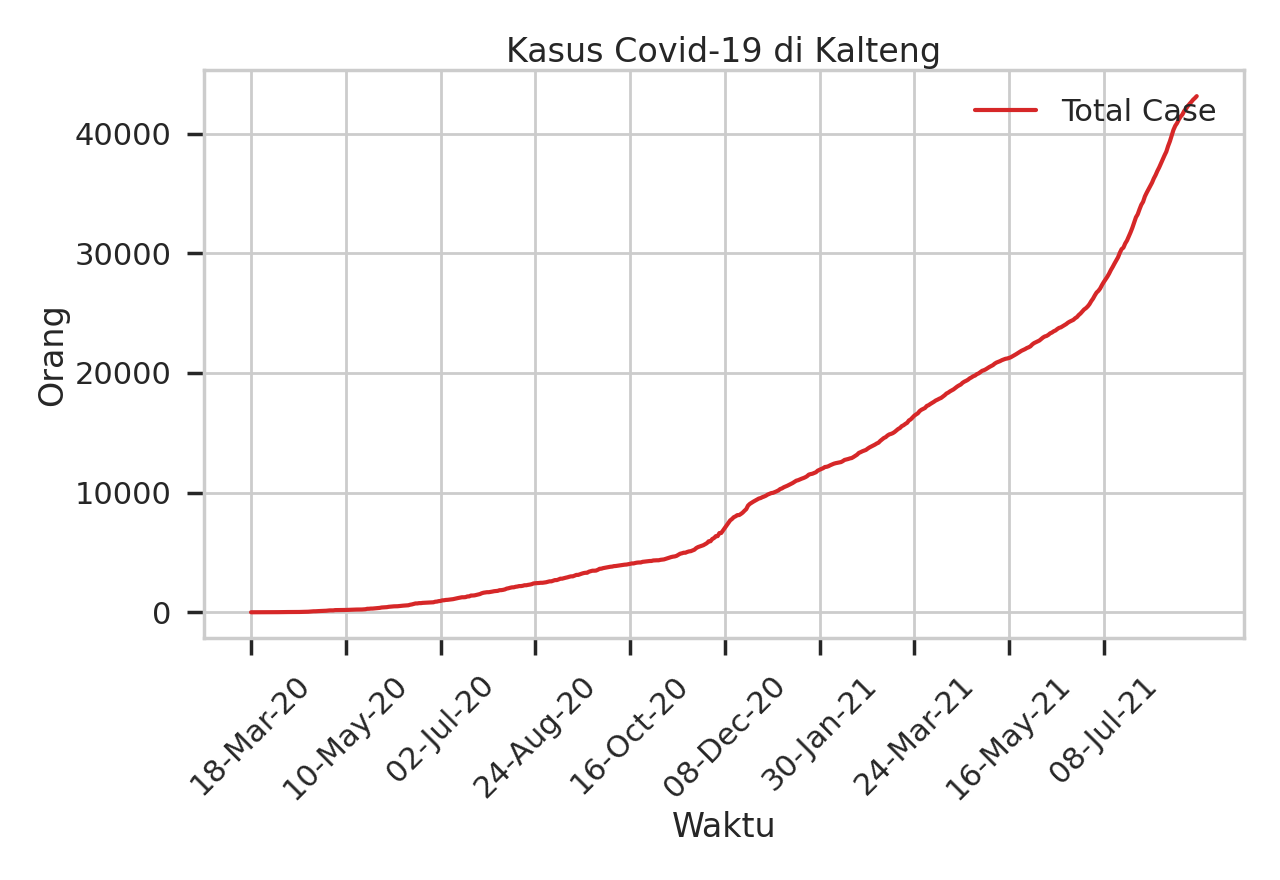 Kasus Covid-19 di Kalteng
Total Case
40000
30000
20000
10000
0
Orang
18-Mar-20
10-May-20
02-Jul-20
24-Aug-20
16-Oct-20
08-Dec-20
30-Jan-21
24-Mar-21
16-May-21
08-Jul-21
Waktu